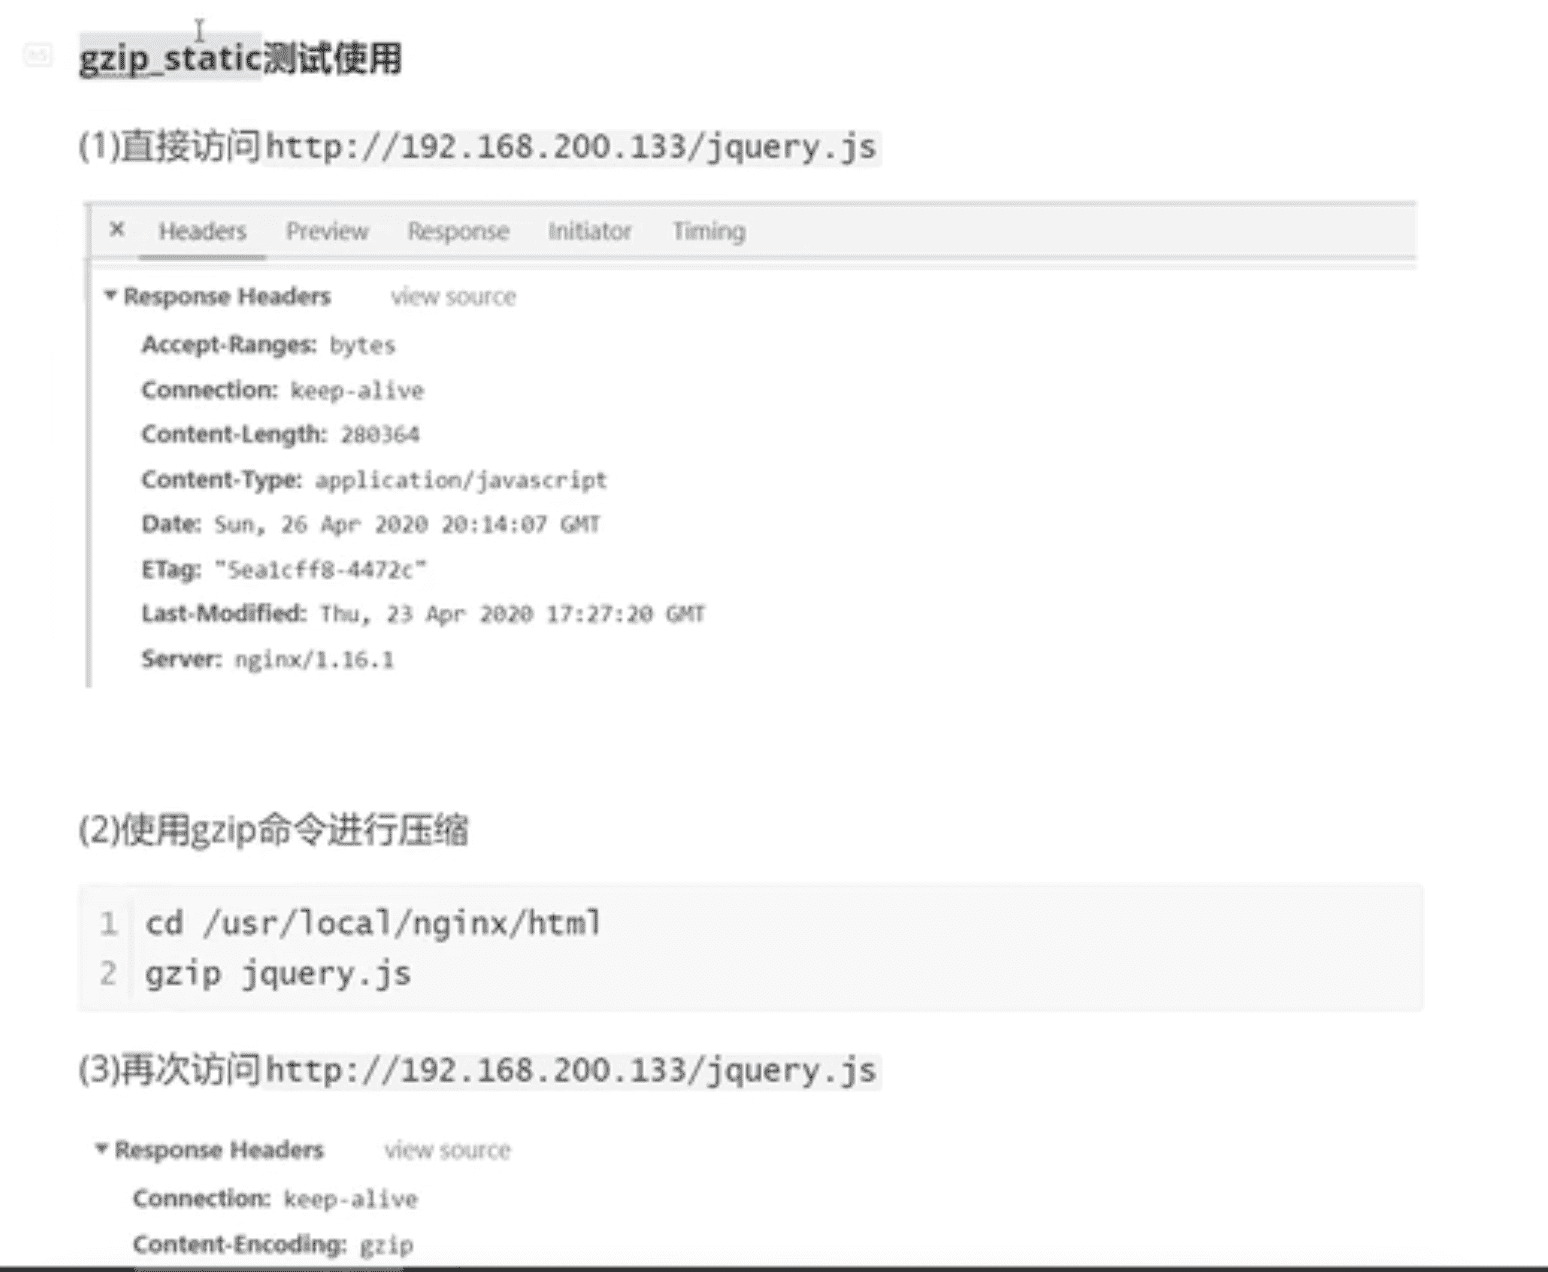 gzip_static测试使用
(1)直接访问http://192.168.200.133/jquery.js
× Headers Preview Response Initiator Timing
▼ Response Headers view source
Accept-Ranges: bytes
Connection: keep-alive
Content-Length: 280364
Content-Type: application/javascript
Date: Sun, 26 Apr 2020 20:14:07 GMT
ETag: "5ea1cff8-4472c"
Last-Modified: Thu, 23 Apr 2020 17:27:20 GMT
Server: nginx/1.16.1
(2)使用gzip命令进行压缩
1 cd /usr/local/nginx/html
2 gzip jquery.js
(3)再次访问http://192.168.200.133/jquery.js
▼ Response Headers view source
Connection: keep-alive
Content-Encoding: gzip